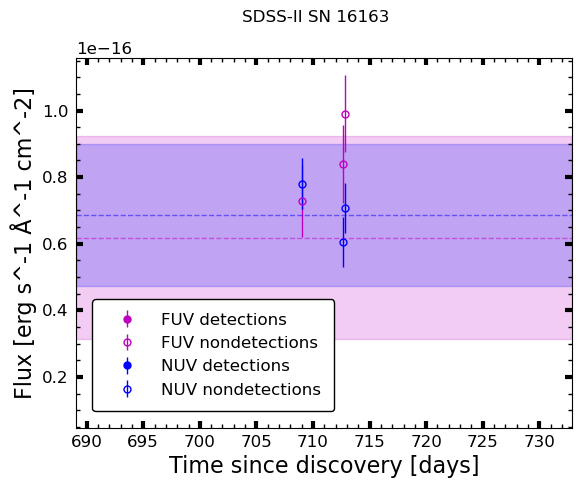 SDSS-II SN 16163
1e−16
Flux [erg s^-1 Å^-1 cm^-2]
1.0
0.8
0.6
0.4
0.2
FUV detections
FUV nondetections
NUV detections
NUV nondetections
690 695 700 705 710 715 720 725 730
Time since discovery [days]